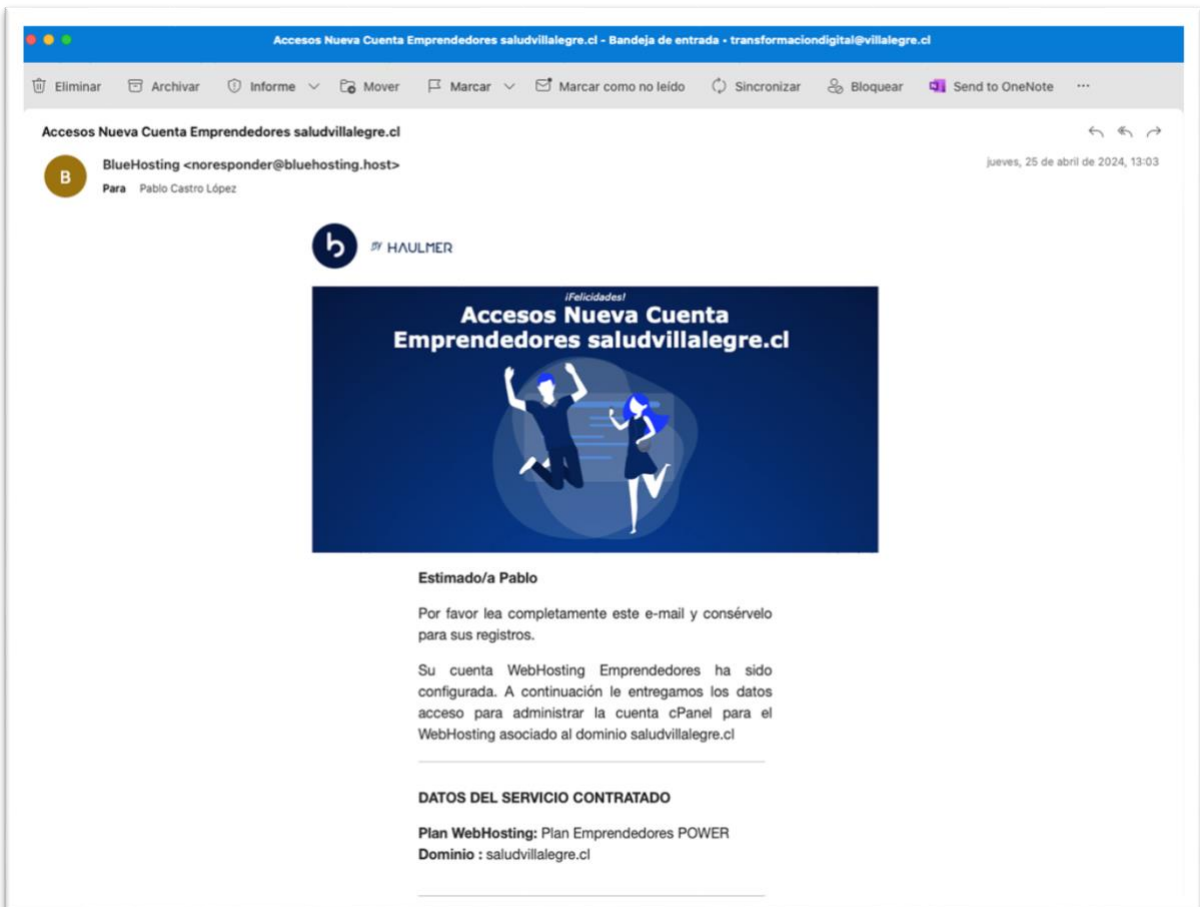 Accesos Nueva Cuenta Emprendedores saludvillalegre.cl - Bandeja de entrada • transformaciondigital@villalegre.cl
Eliminar Archivar Informe Mover Marcar Marcar como no leído Sincronizar Bloquear Send to OneNote ...
Accesos Nueva Cuenta Emprendedores saludvillalegre.cl
B
BlueHosting <noresponder@bluehosting.host>
jueves, 25 de abril de 2024, 13:03
Para Pablo Castro López
b BY HAULMER
¡Felicidades!
Accesos Nueva Cuenta
Emprendedores saludvillalegre.cl
Estimado/a Pablo
Por favor lea completamente este e-mail y consérvelo
para sus registros.
Su cuenta WebHosting Emprendedores ha sido
configurada. A continuación le entregamos los datos
acceso para administrar la cuenta cPanel para el
WebHosting asociado al dominio saludvillalegre.cl
DATOS DEL SERVICIO CONTRATADO
Plan WebHosting: Plan Emprendedores POWER
Dominio : saludvillalegre.cl